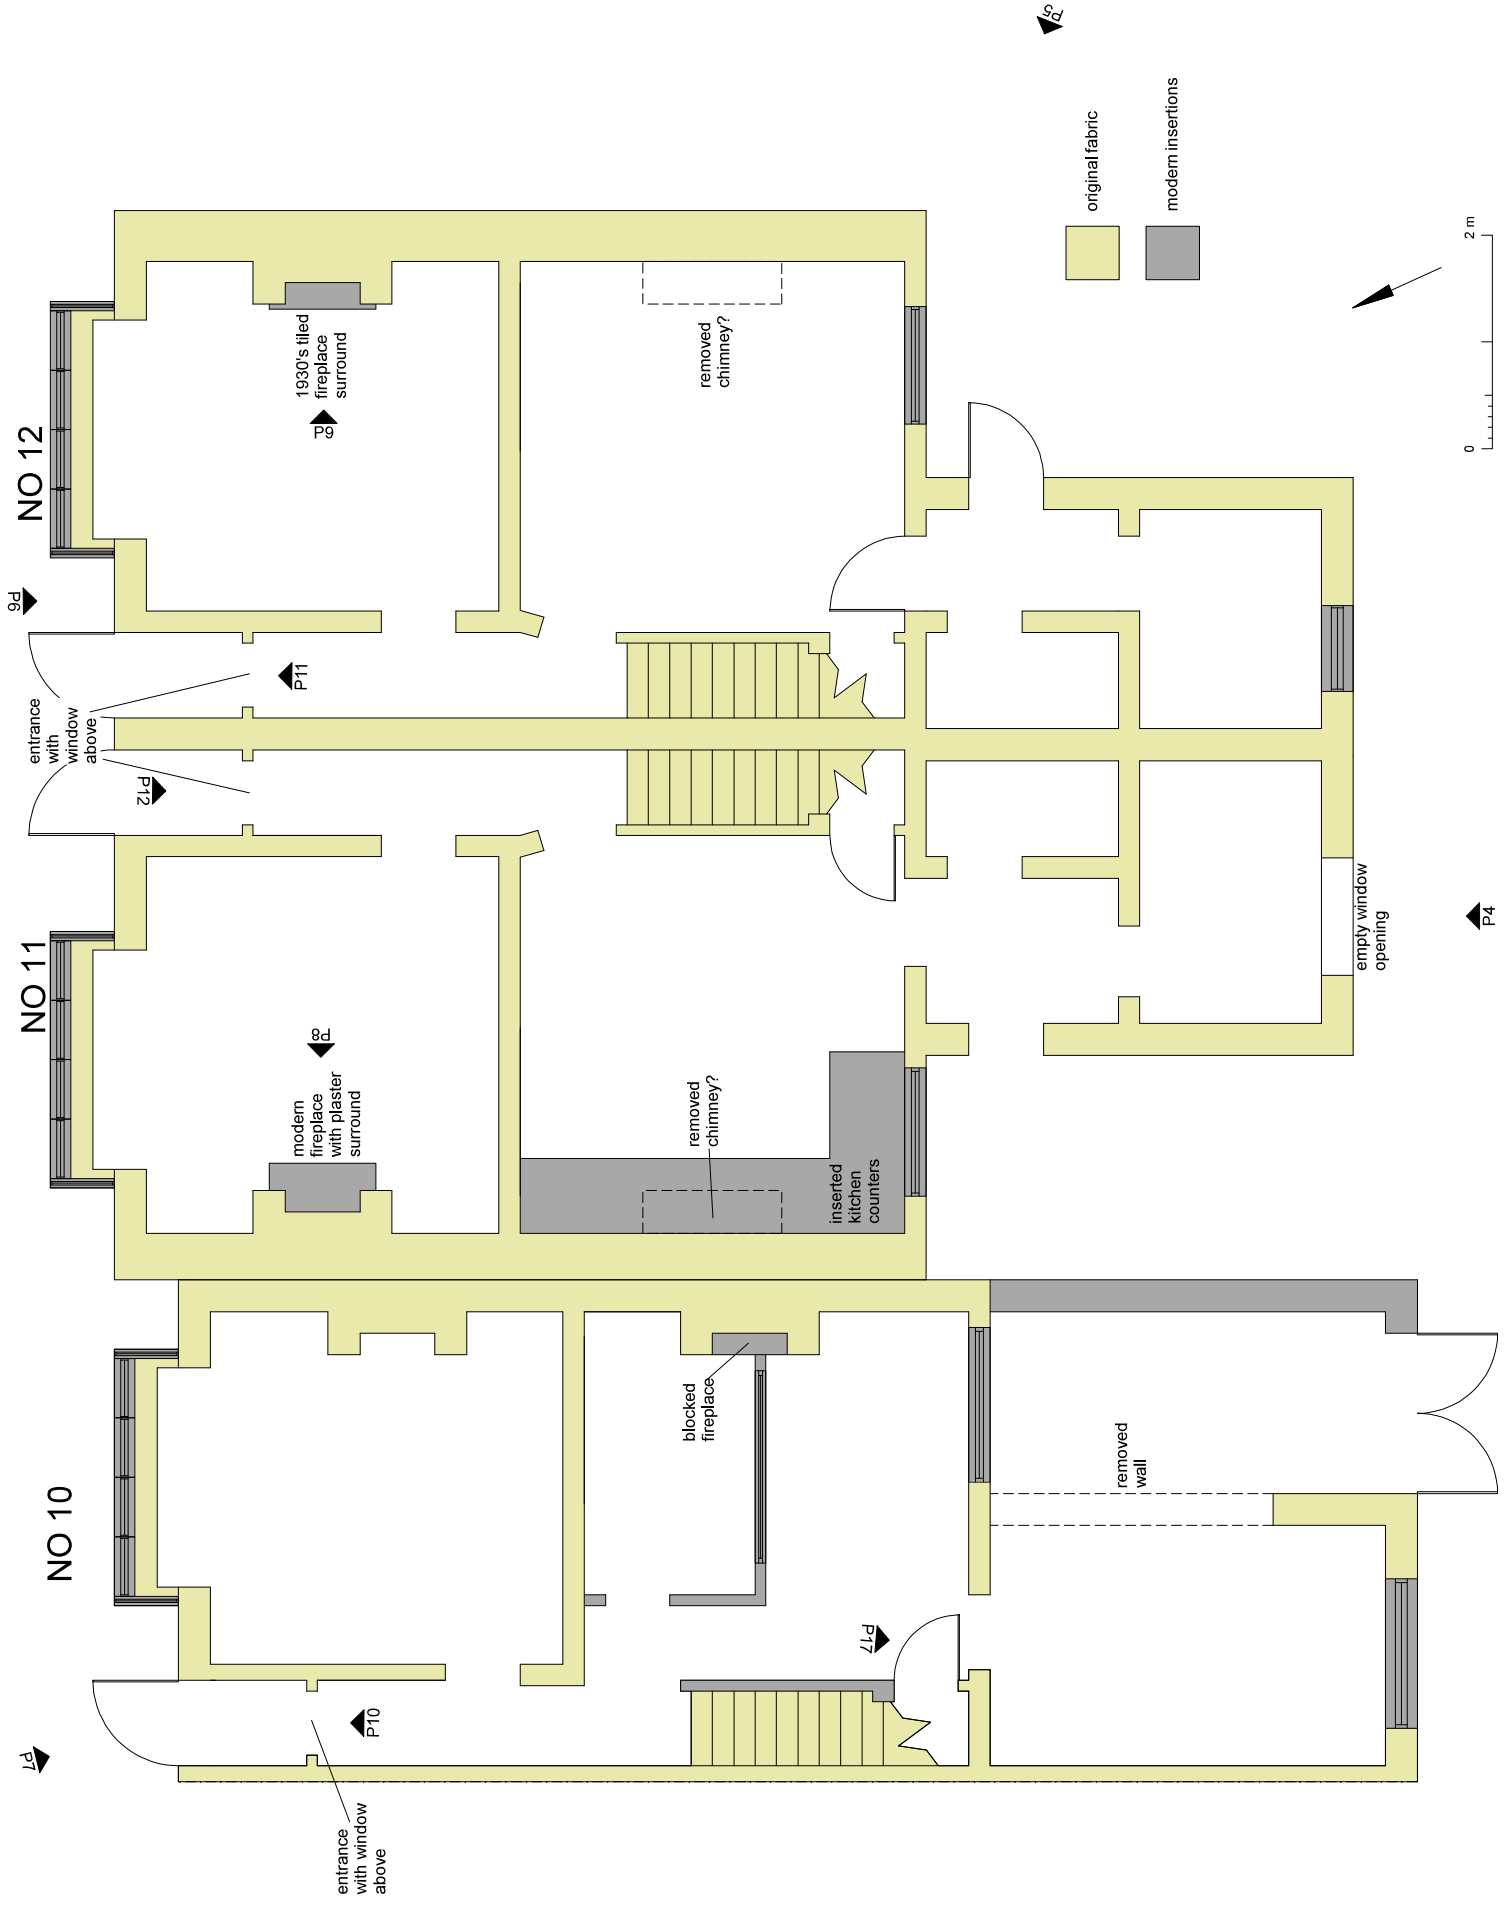 NO 10
NO 11
NO 12
P7
P6
P5
entrance
with window
above
P10
entrance
with
window
above
P12
P11
modern
fireplace
with plaster
surround
P8
1930's tiled
fireplace
surround
P9
blocked
fireplace
removed
chimney?
removed
chimney?
inserted
kitchen
counters
P17
removed
wall
empty window
opening
P4
original fabric
modern insertions
0
2 m